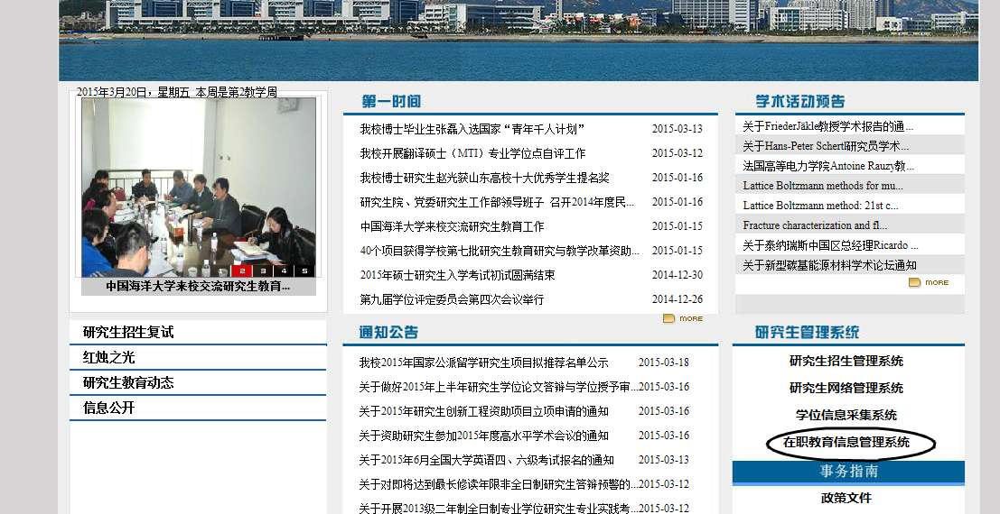 2015年3月20日，星期五 本周是第2教学周
1 2 3 4 5
中国海洋大学来校交流研究生教育...
研究生招生复试
红烛之光
研究生教育动态
信息公开
第一时间
我校博士毕业生张磊入选国家“青年千人计划” 2015-03-13
我校开展翻译硕士（MTI）专业学位点自评工作 2015-03-12
我校博士研究生赵光获山东高校十大优秀学生提名奖 2015-01-16
研究生院、党委研究生工作部领导班子 召开2014年度民... 2015-01-16
中国海洋大学来校交流研究生教育工作 2015-01-15
40个项目获得学校第七批研究生教育研究与教学改革资助... 2015-01-15
2015年硕士研究生入学考试初试圆满结束 2014-12-30
第九届学位评定委员会第四次会议举行 2014-12-26
MORE
通知公告
我校2015年国家公派留学研究生项目拟推荐名单公示 2015-03-18
关于做好2015年上半年研究生学位论文答辩与学位授予审...2015-03-16
关于2015年研究生创新工程资助项目立项申请的通知 2015-03-16
关于资助研究生参加2015年度高水平学术会议的通知 2015-03-16
关于2015年6月全国大学英语四、六级考试报名的通知 2015-03-13
关于对即将达到最长修读年限非全日制研究生答辩预警的...2015-03-12
关于开展2013级二年制全日制专业学位研究生专业实践考...2015-03-12
学术活动预告
关于FriederJäkle教授学术报告的通...
关于Hans-Peter Schertl研究员学术...
法国高等电力学院Antoine Rauzy教...
Lattice Boltzmann methods for mu...
Lattice Boltzmann method: 21st c...
Fracture characterization and fl...
关于泰纳瑞斯中国区总经理Ricardo ...
关于新型碳基能源材料学术论坛通知
MORE
研究生管理系统
研究生招生管理系统
研究生网络管理系统
学位信息采集系统
在职教育信息管理系统
事务指南
政策文件